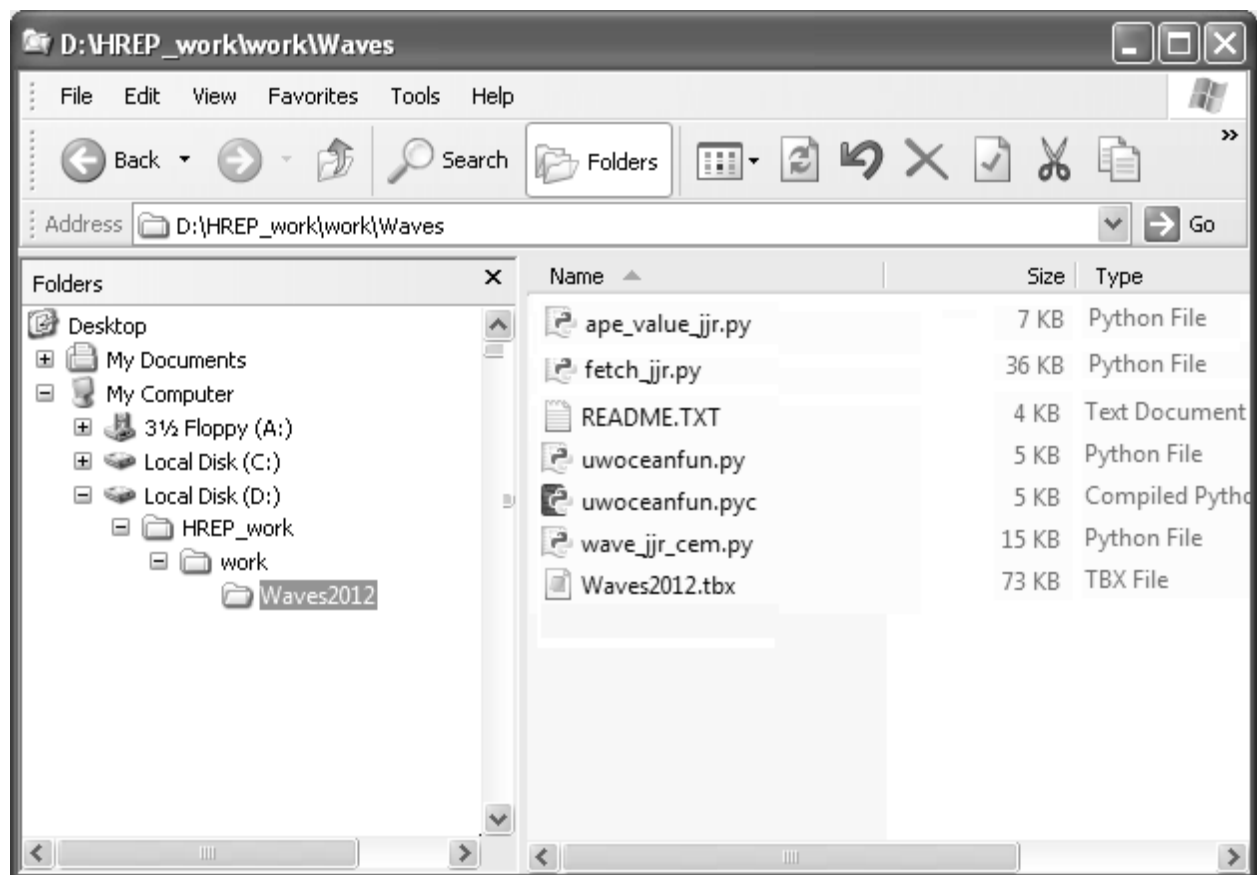 D:\HREP_work\work\Waves
File Edit View Favorites Tools Help
Back Search Folders »
Address D:\HREP_work\work\Waves Go
Folders X
Desktop
My Documents
My Computer
3½ Floppy (A:)
Local Disk (C:)
Local Disk (D:)
HREP_work
work
Waves2012
Name Size Type
ape_value_jjr.py 7 KB Python File
fetch_jjr.py 36 KB Python File
README.TXT 4 KB Text Document
uwoceanfun.py 5 KB Python File
uwoceanfun.pyc 5 KB Compiled Pytho
wave_jjr_cem.py 15 KB Python File
Waves2012.tbx 73 KB TBX File